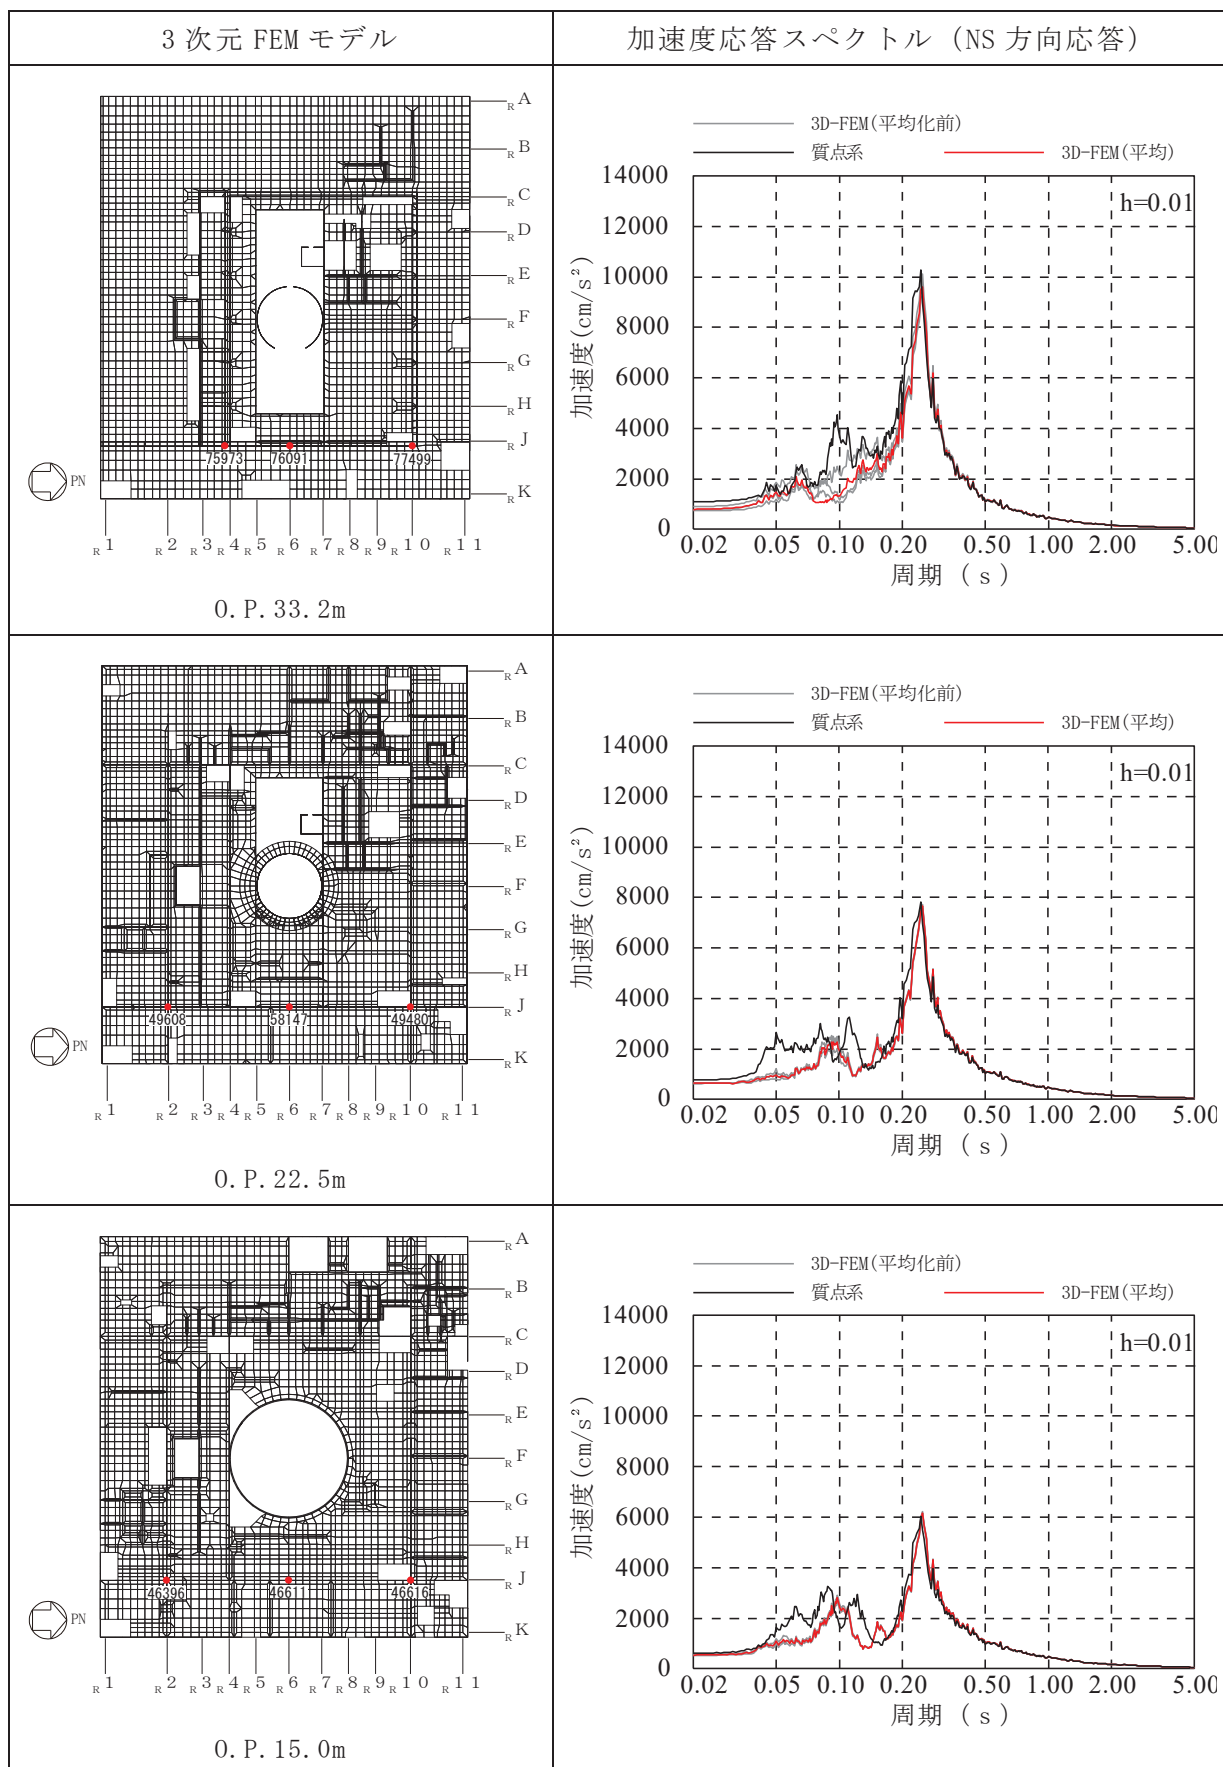 3次元 FEM モデル
加速度応答スペクトル（NS 方向応答）
RA
RB
RC
RD
RE
RF
RG
RH
RJ
RK
75973 76091 77499
PN
R1 R2 R3 R4 R5 R6 R7 R8 R9 R10 R11
O.P.33.2m
3D-FEM(平均化前)
質点系 3D-FEM(平均)
h=0.01
14000
12000
10000
8000
6000
4000
2000
0
加速度(cm/s²)
0.02 0.05 0.10 0.20 0.50 1.00 2.00 5.00
周期（s）
RA
RB
RC
RD
RE
RF
RG
RH
RJ
RK
49608 58147 49480
PN
R1 R2 R3 R4 R5 R6 R7 R8 R9 R10 R11
O.P.22.5m
3D-FEM(平均化前)
質点系 3D-FEM(平均)
h=0.01
14000
12000
10000
8000
6000
4000
2000
0
加速度(cm/s²)
0.02 0.05 0.10 0.20 0.50 1.00 2.00 5.00
周期（s）
RA
RB
RC
RD
RE
RF
RG
RH
RJ
RK
46396 46611 46616
PN
R1 R2 R3 R4 R5 R6 R7 R8 R9 R10 R11
O.P.15.0m
3D-FEM(平均化前)
質点系 3D-FEM(平均)
h=0.01
14000
12000
10000
8000
6000
4000
2000
0
加速度(cm/s²)
0.02 0.05 0.10 0.20 0.50 1.00 2.00 5.00
周期（s）